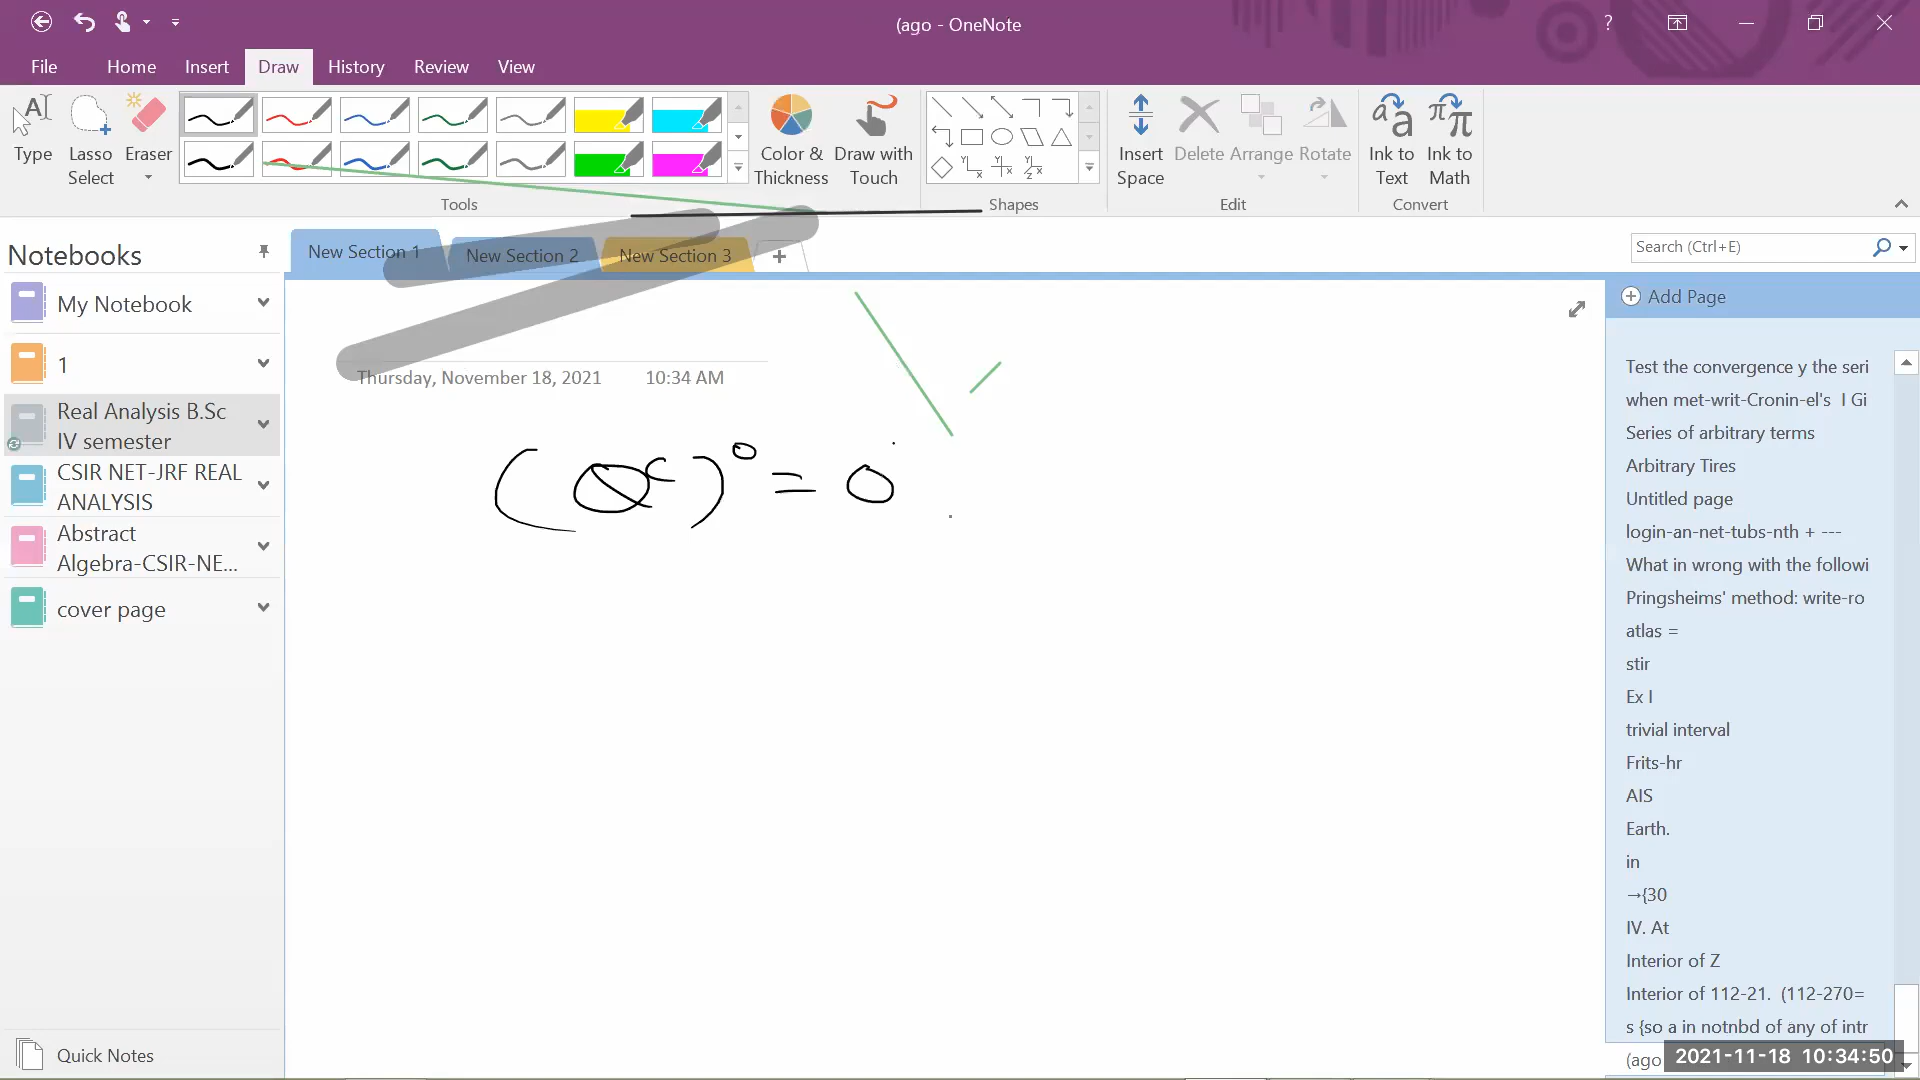 (ago - OneNote
?
File Home Insert Draw History Review View
Type
Lasso Select
Eraser
Color & Thickness
Draw with Touch
Insert Space
Delete
Arrange
Rotate
Ink to Text
Ink to Math
Tools
Shapes
Edit
Convert
Notebooks
New Section 1
New Section 2
New Section 3
+
Search (Ctrl+E)
My Notebook
1
Real Analysis B.Sc
IV semester
CSIR NET-JRF REAL
ANALYSIS
Abstract
Algebra-CSIR-NE...
cover page
Quick Notes
Thursday, November 18, 2021 10:34 AM
(Qᶜ)⁰ = 0
Add Page
Test the convergence y the seri
when met-writ-Cronin-el's I Gi
Series of arbitrary terms
Arbitrary Tires
Untitled page
login-an-net-tubs-nth + ---
What in wrong with the followi
Pringsheims' method: write-ro
atlas =
stir
Ex I
trivial interval
Frits-hr
AIS
Earth.
in
→{30
IV. At
Interior of Z
Interior of 112-21. (112-270=
s {so a in notnbd of any of intr
(ago
2021-11-18 10:34:50